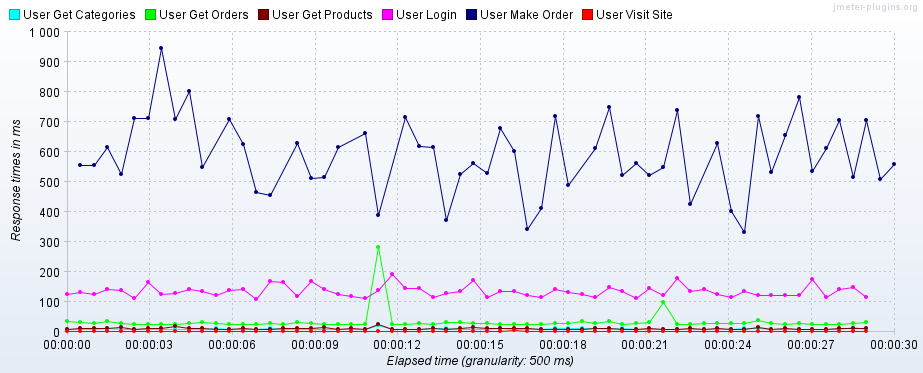 User Get Categories User Get Orders User Get Products User Login User Make Order User Visit Site
jmeter-plugins.org
1 000
900
800
700
600
500
400
300
200
100
0
Response times in ms
00:00:00 00:00:03 00:00:06 00:00:09 00:00:12 00:00:15 00:00:18 00:00:21 00:00:24 00:00:27 00:00:30
Elapsed time (granularity: 500 ms)